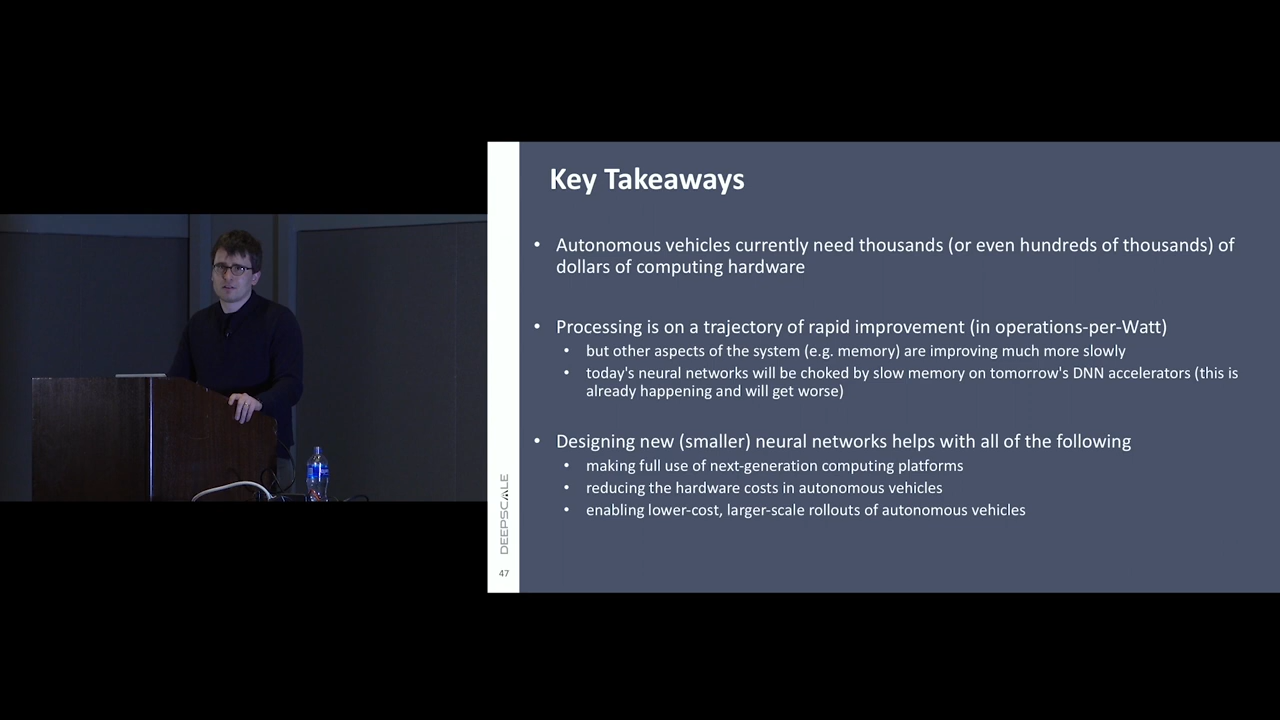 Key Takeaways
• Autonomous vehicles currently need thousands (or even hundreds of thousands) of
dollars of computing hardware
• Processing is on a trajectory of rapid improvement (in operations-per-Watt)
• but other aspects of the system (e.g. memory) are improving much more slowly
• today's neural networks will be choked by slow memory on tomorrow's DNN accelerators (this is
already happening and will get worse)
• Designing new (smaller) neural networks helps with all of the following
• making full use of next-generation computing platforms
• reducing the hardware costs in autonomous vehicles
• enabling lower-cost, larger-scale rollouts of autonomous vehicles
DEEPSCALE
47